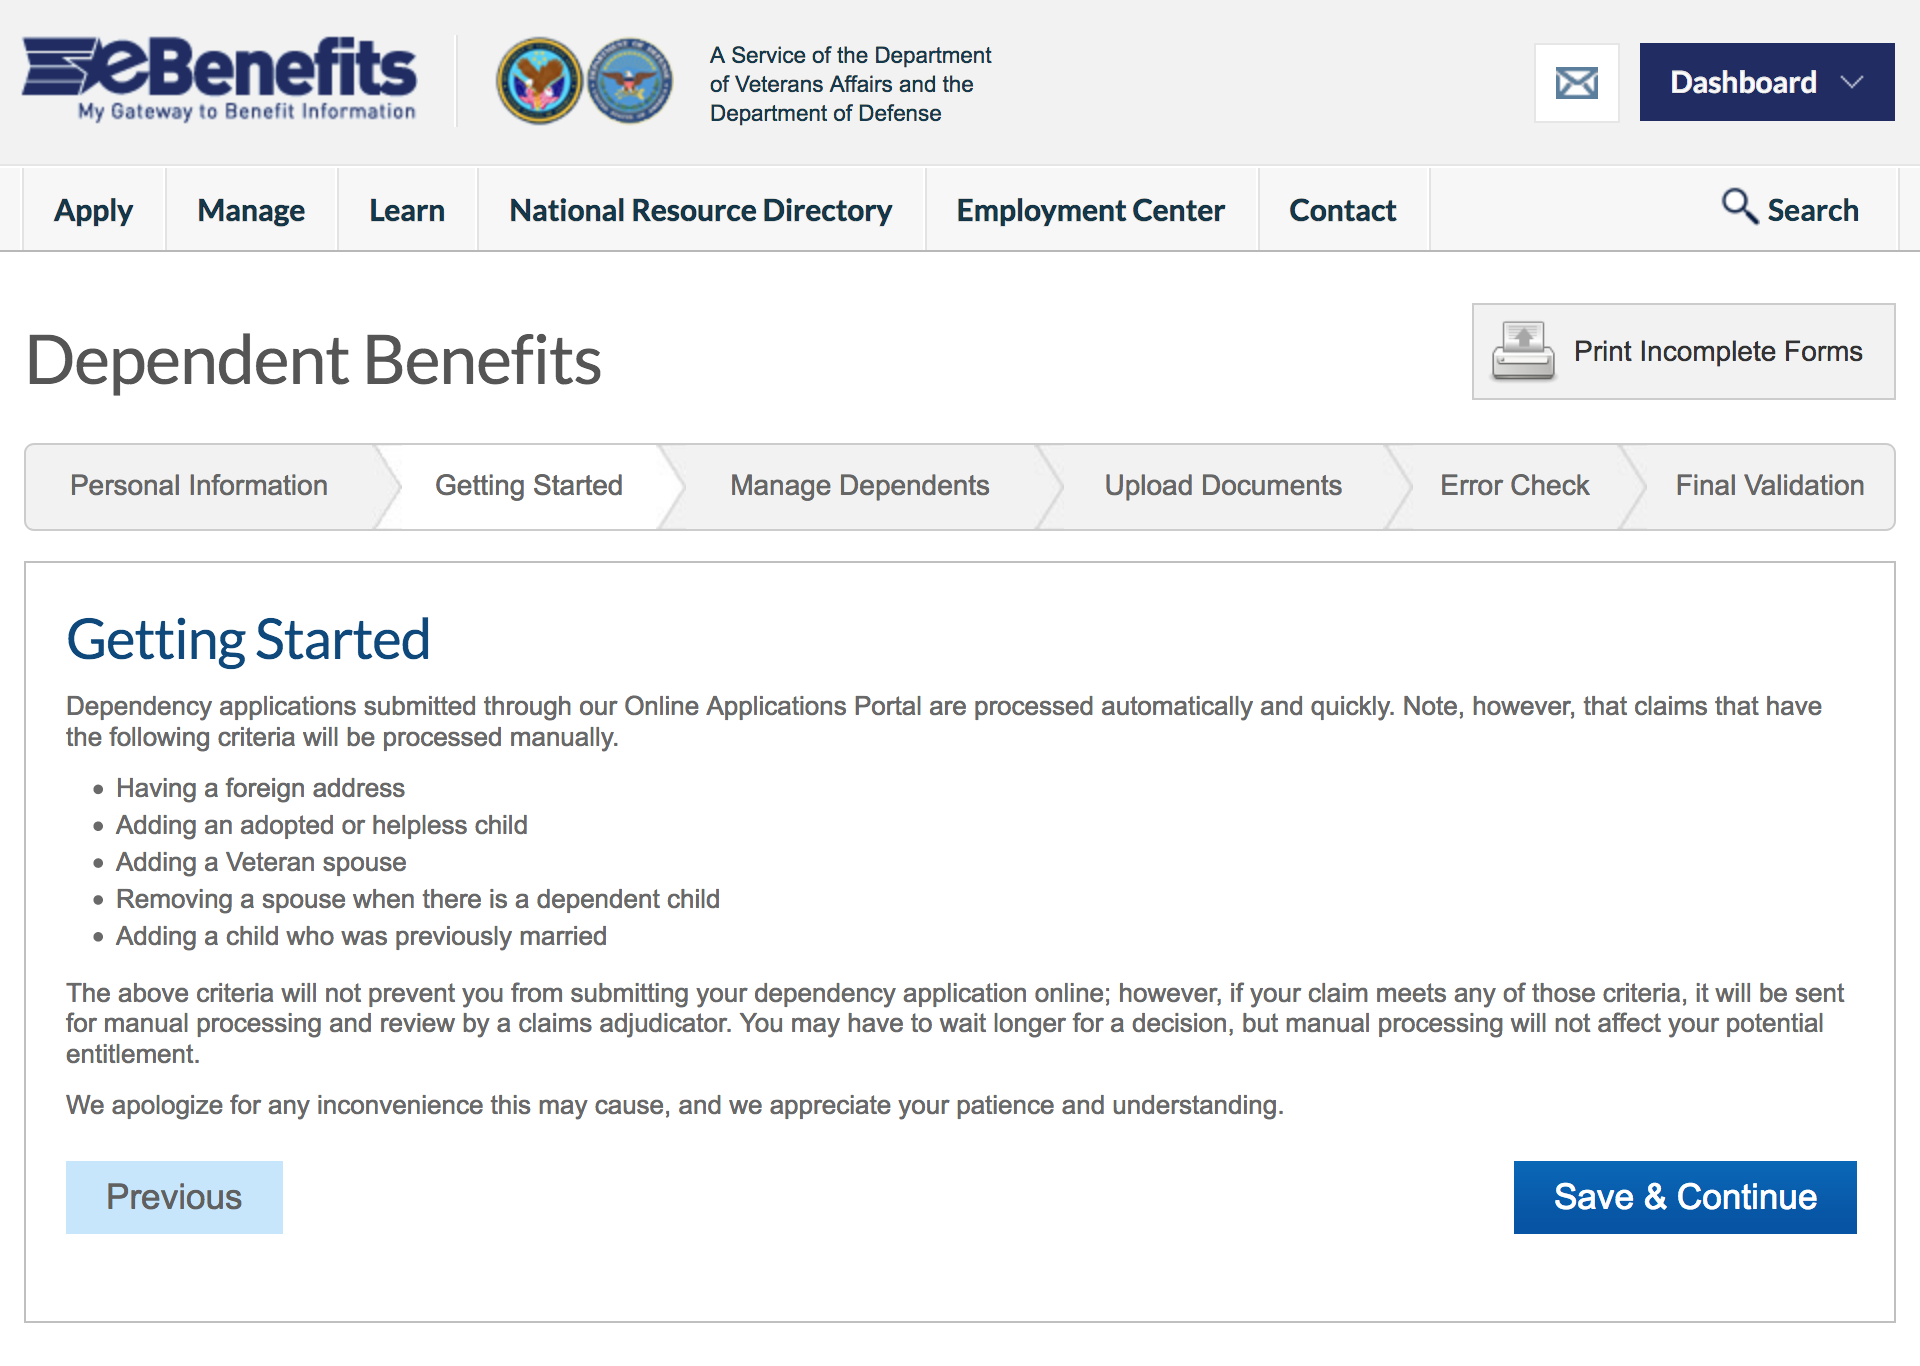 eBenefits
My Gateway to Benefit Information
A Service of the Department
of Veterans Affairs and the
Department of Defense
Dashboard
Apply
Manage
Learn
National Resource Directory
Employment Center
Contact
Search
Dependent Benefits
Print Incomplete Forms
Personal Information
Getting Started
Manage Dependents
Upload Documents
Error Check
Final Validation
Getting Started
Dependency applications submitted through our Online Applications Portal are processed automatically and quickly. Note, however, that claims that have
the following criteria will be processed manually.
• Having a foreign address
• Adding an adopted or helpless child
• Adding a Veteran spouse
• Removing a spouse when there is a dependent child
• Adding a child who was previously married
The above criteria will not prevent you from submitting your dependency application online; however, if your claim meets any of those criteria, it will be sent
for manual processing and review by a claims adjudicator. You may have to wait longer for a decision, but manual processing will not affect your potential
entitlement.
We apologize for any inconvenience this may cause, and we appreciate your patience and understanding.
Previous
Save & Continue